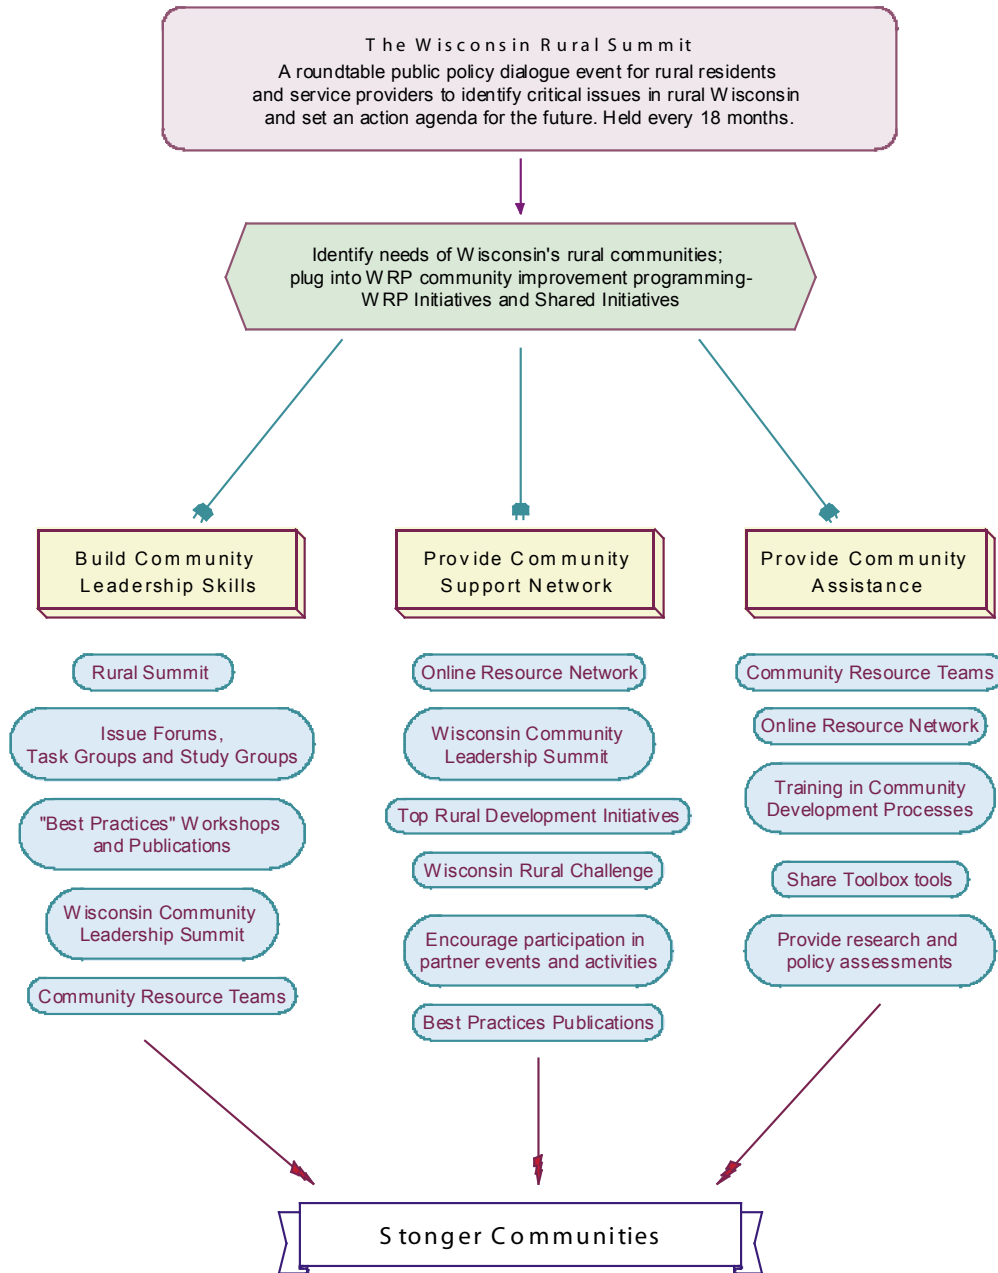 The Wisconsin Rural Summit
A roundtable public policy dialogue event for rural residents
and service providers to identify critical issues in rural Wisconsin
and set an action agenda for the future. Held every 18 months.
Identify needs of Wisconsin's rural communities;
plug into WRP community improvement programming-
WRP Initiatives and Shared Initiatives
Build Community
Leadership Skills
Rural Summit
Issue Forums,
Task Groups and Study Groups
"Best Practices" Workshops
and Publications
Wisconsin Community
Leadership Summit
Community Resource Teams
Provide Community
Support Network
Online Resource Network
Wisconsin Community
Leadership Summit
Top Rural Development Initiatives
Wisconsin Rural Challenge
Encourage participation in
partner events and activities
Best Practices Publications
Provide Community
Assistance
Community Resource Teams
Online Resource Network
Training in Community
Development Processes
Share Toolbox tools
Provide research and
policy assessments
Stonger Communities